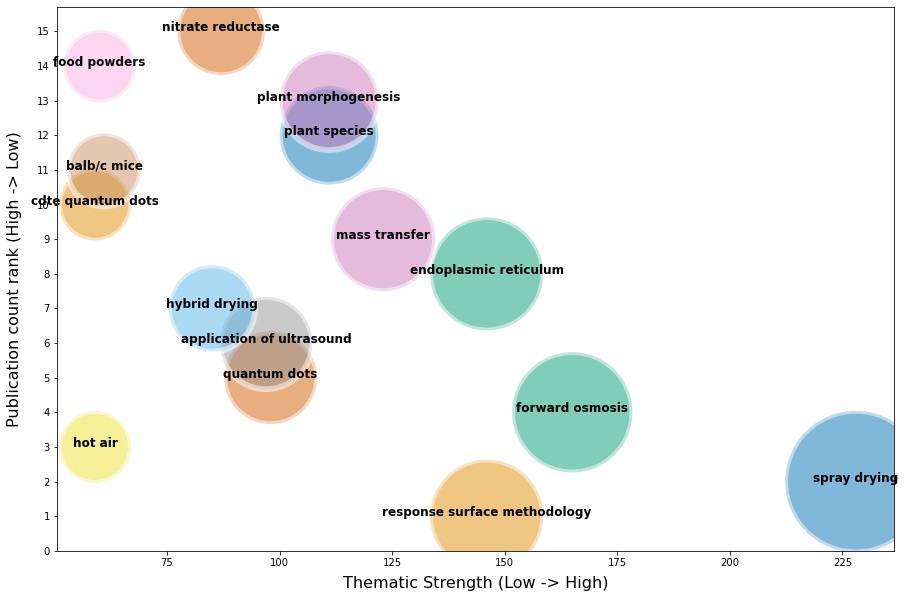 15
nitrate reductase
14
food powders
13
plant morphogenesis
12
plant species
11
balb/c mice
10
cdte quantum dots
9
mass transfer
8
endoplasmic reticulum
7
hybrid drying
6
application of ultrasound
5
quantum dots
4
forward osmosis
3
hot air
2
spray drying
1
response surface methodology
0
75 100 125 150 175 200 225
Thematic Strength (Low -> High)
Publication count rank (High -> Low)